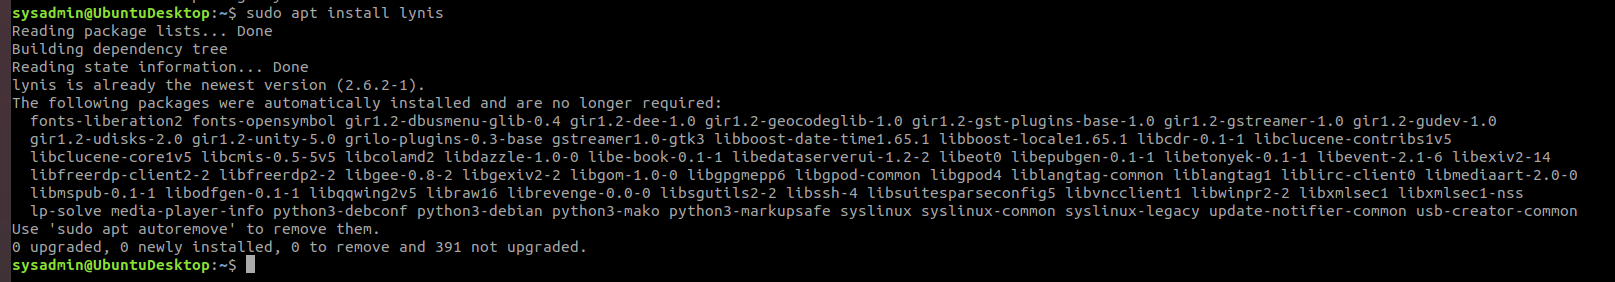 sysadmin@UbuntuDesktop:~$ sudo apt install lynis
Reading package lists... Done
Building dependency tree
Reading state information... Done
lynis is already the newest version (2.6.2-1).
The following packages were automatically installed and are no longer required:
  fonts-liberation2 fonts-opensymbol gir1.2-dbusmenu-glib-0.4 gir1.2-dee-1.0 gir1.2-geocodeglib-1.0 gir1.2-gst-plugins-base-1.0 gir1.2-gstreamer-1.0 gir1.2-gudev-1.0
  gir1.2-udisks-2.0 gir1.2-unity-5.0 grilo-plugins-0.3-base gstreamer1.0-gtk3 libboost-date-time1.65.1 libboost-locale1.65.1 libcdr-0.1-1 libclucene-contribs1v5
  libclucene-core1v5 libcmis-0.5-5v5 libcolamd2 libdazzle-1.0-0 libe-book-0.1-1 libedataserverui-1.2-2 libeot0 libepubgen-0.1-1 libetonyek-0.1-1 libevent-2.1-6 libexiv2-14
  libfreerdp-client2-2 libfreerdp2-2 libgee-0.8-2 libgexiv2-2 libgom-1.0-0 libgpgmepp6 libgpod-common libgpod4 liblangtag-common liblangtag1 liblirc-client0 libmediaart-2.0-0
  libmspub-0.1-1 libodfgen-0.1-1 libqqwing2v5 libraw16 librevenge-0.0-0 libsgutils2-2 libssh-4 libsuitesparseconfig5 libvncclient1 libwinpr2-2 libxmlsec1 libxmlsec1-nss
  lp-solve media-player-info python3-debconf python3-debian python3-mako python3-markupsafe syslinux syslinux-common syslinux-legacy update-notifier-common usb-creator-common
Use 'sudo apt autoremove' to remove them.
0 upgraded, 0 newly installed, 0 to remove and 391 not upgraded.
sysadmin@UbuntuDesktop:~$